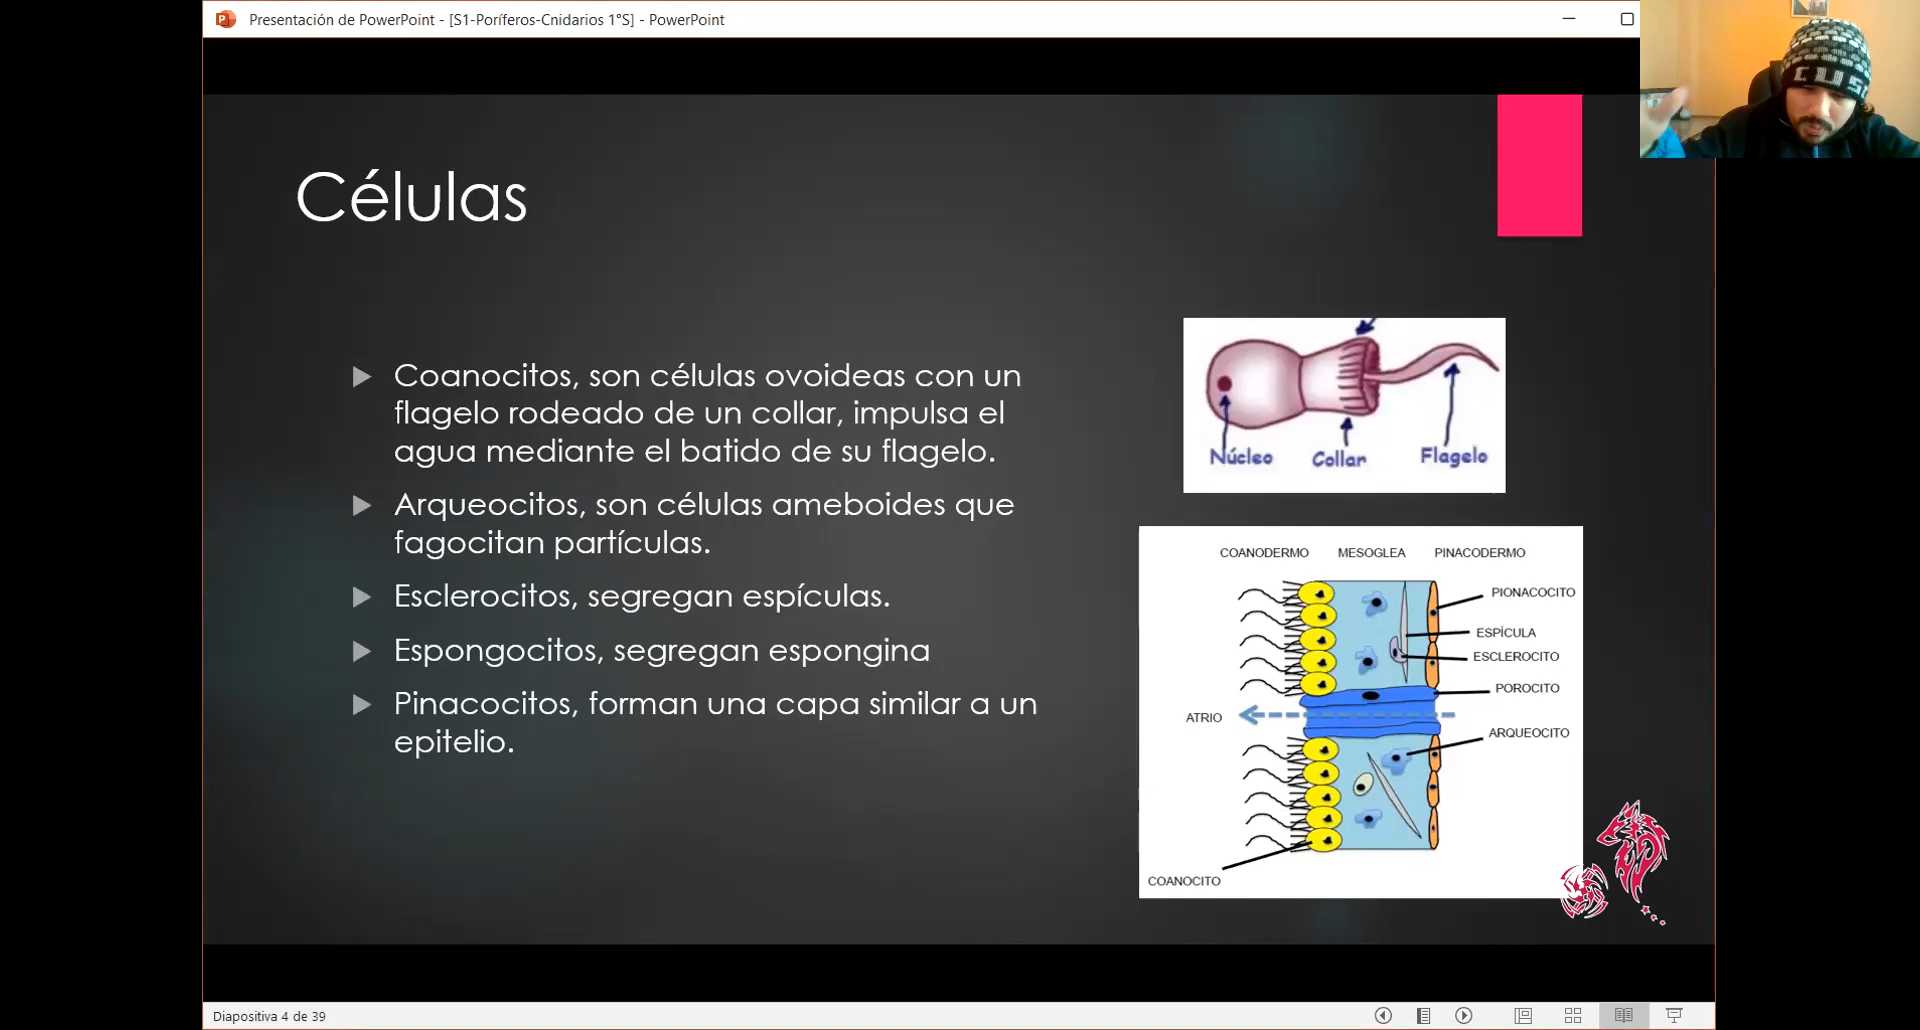 Presentación de PowerPoint - [S1-Poríferos-Cnidarios 1°S] - PowerPoint
CUS
Células
Coanocitos, son células ovoideas con un
flagelo rodeado de un collar, impulsa el
agua mediante el batido de su flagelo.
Arqueocitos, son células ameboides que
fagocitan partículas.
Esclerocitos, segregan espículas.
Espongocitos, segregan espongina
Pinacocitos, forman una capa similar a un
epitelio.
Núcleo Collar Flagelo
COANODERMO MESOGLEA PINACODERMO
PIONACOCITO
ESPÍCULA
ESCLEROCITO
POROCITO
ATRIO
ARQUEOCITO
COANOCITO
Diapositiva 4 de 39